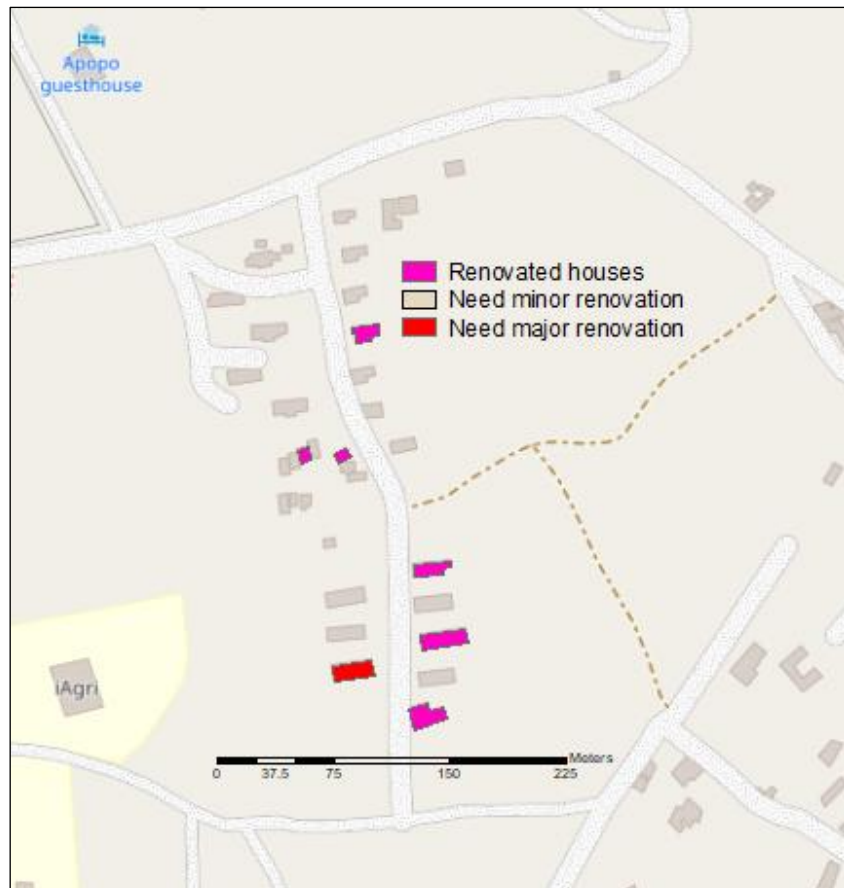 Apopo
guesthouse
Renovated houses
Need minor renovation
Need major renovation
iAgri
Meters
0 37.5 75 150 225